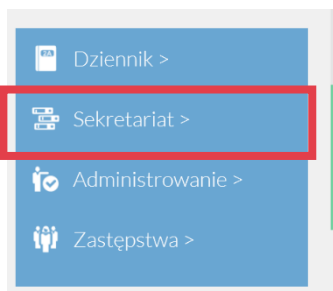 Dziennik >
Sekretariat >
Administrowanie >
Zastępstwa >